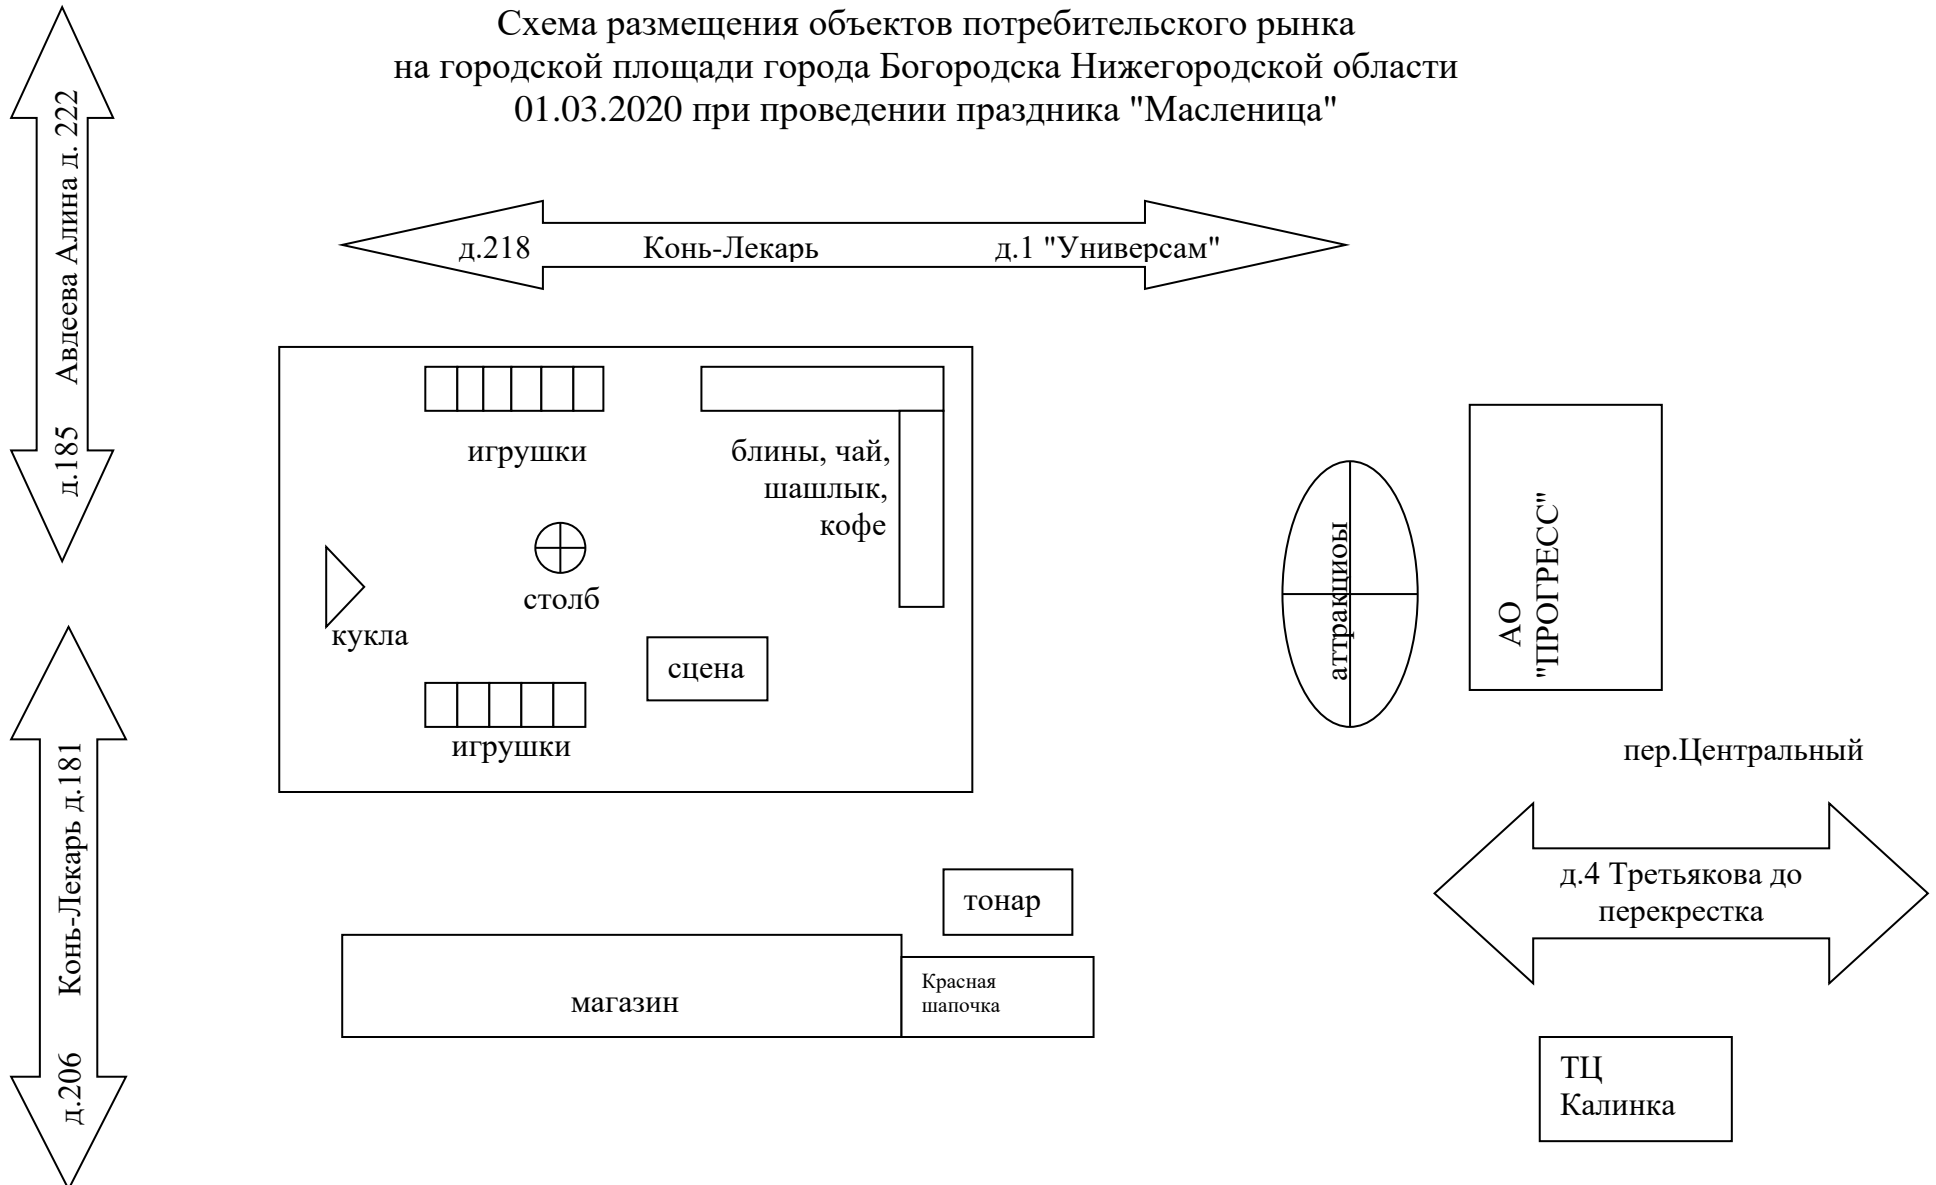 Схема размещения объектов потребительского рынка
на городской площади города Богородска Нижегородской области
01.03.2020 при проведении праздника "Масленица"
д.185 Авдеева Алина д. 222
д.218 Конь-Лекарь д.1 "Универсам"
игрушки
блины, чай,
шашлык,
кофе
столб
кукла
сцена
игрушки
аттракциоы
АО
"ПРОГРЕСС"
пер.Центральный
д.206 Конь-Лекарь д.181
д.4 Третьякова до
перекрестка
тонар
магазин
Красная
шапочка
ТЦ
Калинка